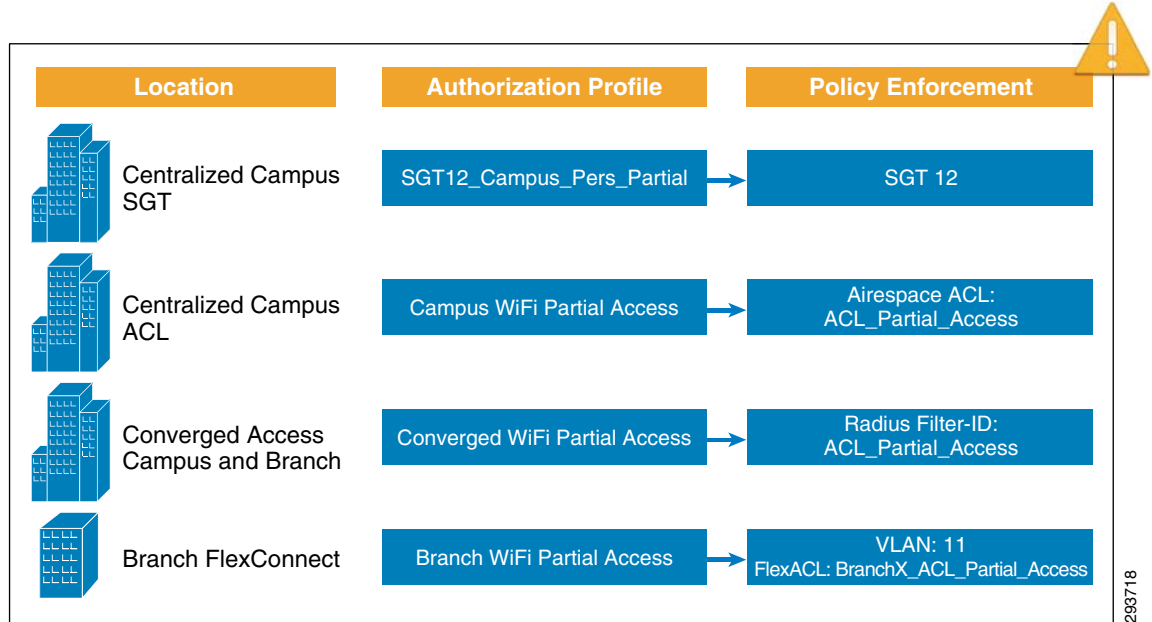 Location
Authorization Profile
Policy Enforcement
Centralized Campus
SGT
SGT12_Campus_Pers_Partial
SGT 12
Centralized Campus
ACL
Campus WiFi Partial Access
Airespace ACL:
ACL_Partial_Access
Converged Access
Campus and Branch
Converged WiFi Partial Access
Radius Filter-ID:
ACL_Partial_Access
Branch FlexConnect
Branch WiFi Partial Access
VLAN: 11
FlexACL: BranchX_ACL_Partial_Access
293718